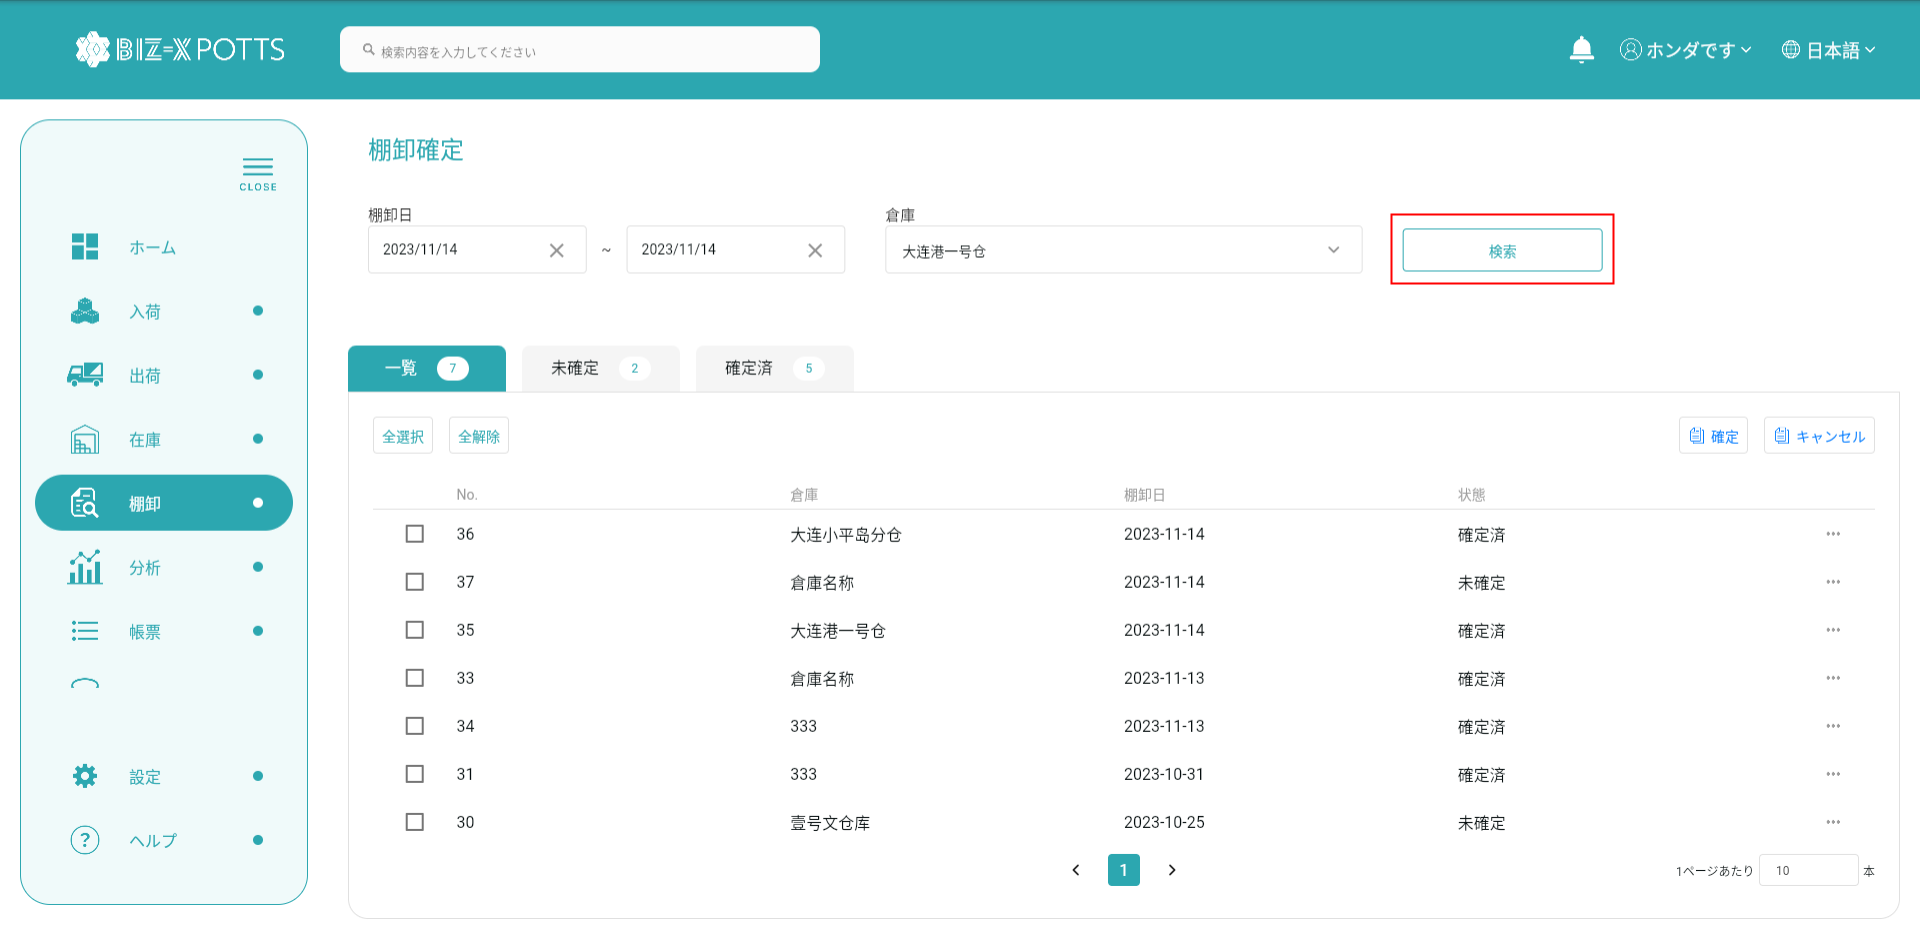 BIZ=X POTTS
検索内容を入力してください
ホンダです
日本語
CLOSE
ホーム
入荷
出荷
在庫
棚卸
分析
帳票
設定
ヘルプ
棚卸確定
棚卸日
倉庫
2023/11/14 ~ 2023/11/14
大连港一号仓
検索
一覧 7
未確定 2
確定済 5
全選択
全解除
確定
キャンセル
No. 倉庫 棚卸日 状態
36 大连小平岛分仓 2023-11-14 確定済 ···
37 倉庫名称 2023-11-14 未確定 ···
35 大连港一号仓 2023-11-14 確定済 ···
33 倉庫名称 2023-11-13 確定済 ···
34 333 2023-11-13 確定済 ···
31 333 2023-10-31 確定済 ···
30 壹号文仓库 2023-10-25 未確定 ···
1
1ページあたり 10 本